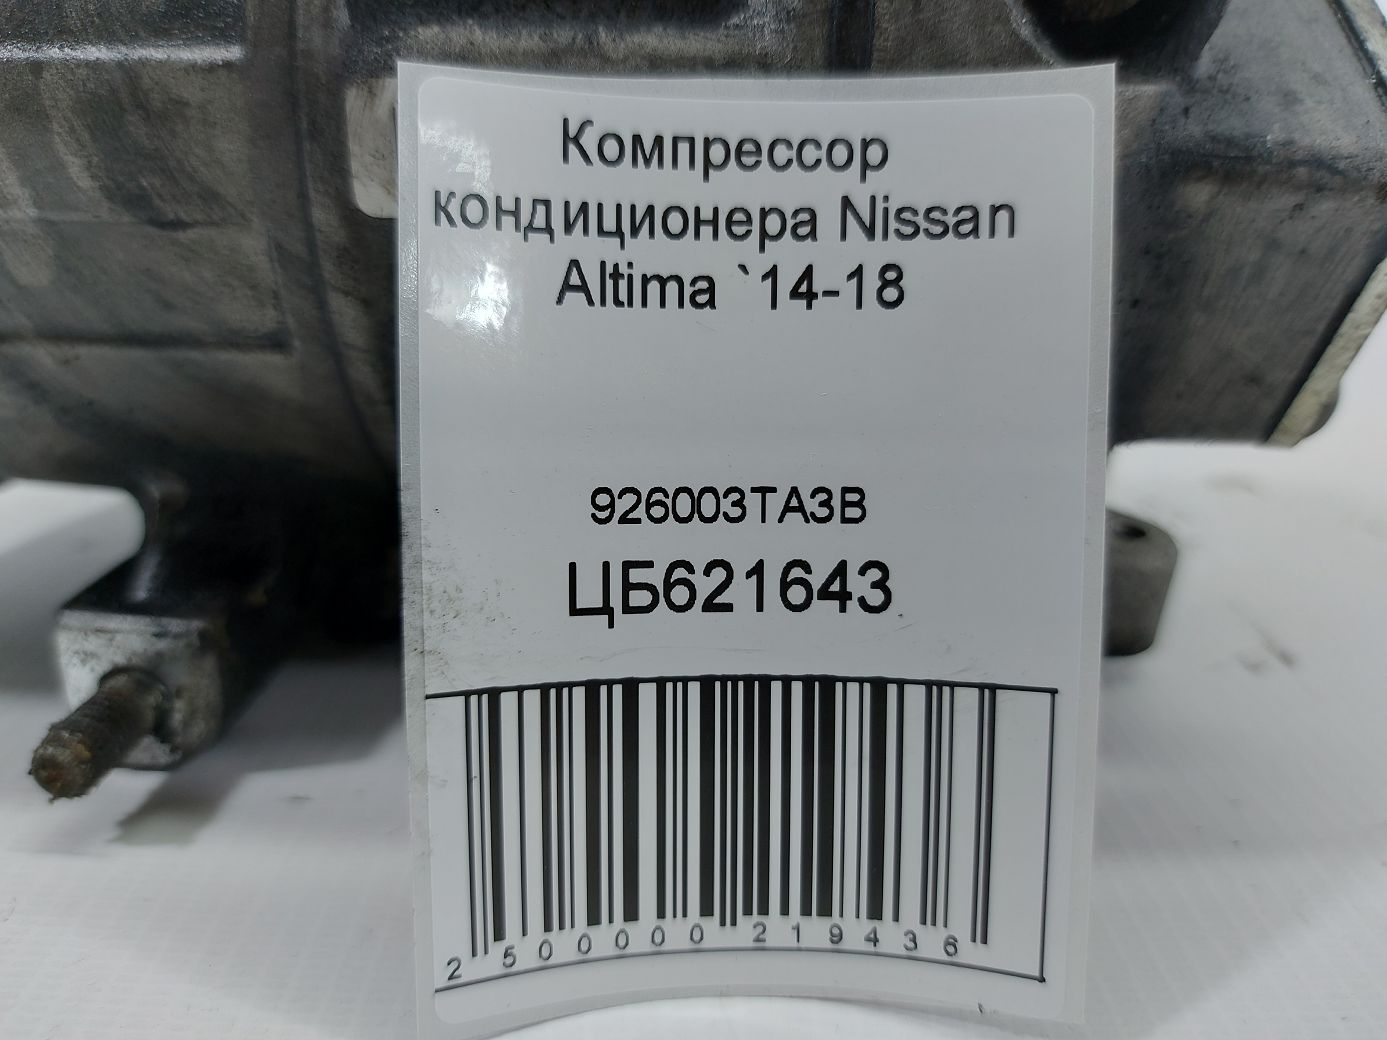 Компрессор
кондиционера Nissan
Altima `14-18
926003TA3B
ЦБ621643
2 500000 219436